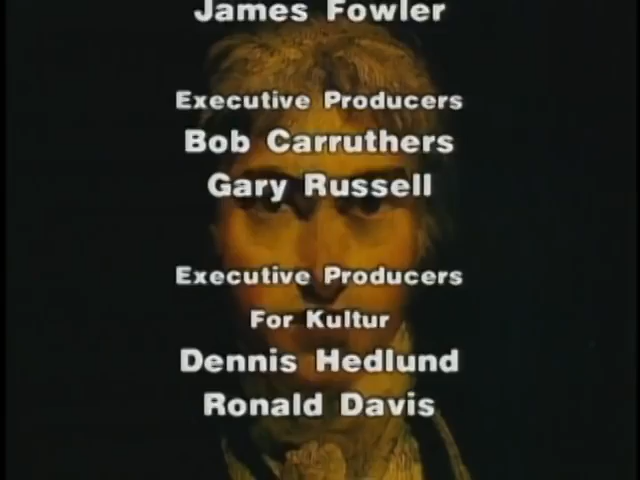 James Fowler
Executive Producers
Bob Carruthers
Gary Russell
Executive Producers
For Kultur
Dennis Hedlund
Ronald Davis